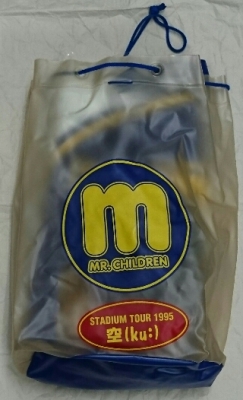 m
MR. CHILDREN
STADIUM TOUR 1995
空(ku:)